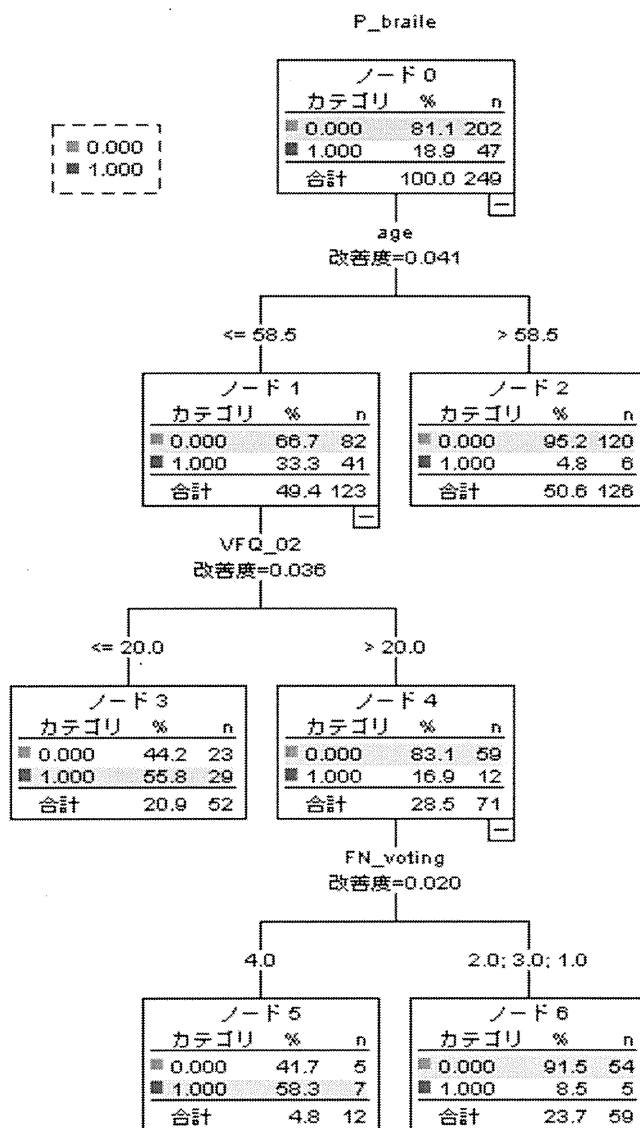 P_braile
ノード 0
カテゴリ % n
0.000 81.1 202
1.000 18.9 47
合計 100.0 249
0.000
1.000
age
改善度=0.041
<= 58.5 > 58.5
ノード 1 ノード 2
カテゴリ % n カテゴリ % n
0.000 66.7 82 0.000 95.2 120
1.000 33.3 41 1.000 4.8 6
合計 49.4 123 合計 50.6 126
VFQ_02
改善度=0.036
<= 20.0 > 20.0
ノード 3 ノード 4
カテゴリ % n カテゴリ % n
0.000 44.2 23 0.000 83.1 59
1.000 55.8 29 1.000 16.9 12
合計 20.9 52 合計 28.5 71
FN_voting
改善度=0.020
4.0 2.0; 3.0; 1.0
ノード 5 ノード 6
カテゴリ % n カテゴリ % n
0.000 41.7 5 0.000 91.5 54
1.000 58.3 7 1.000 8.5 5
合計 4.8 12 合計 23.7 59